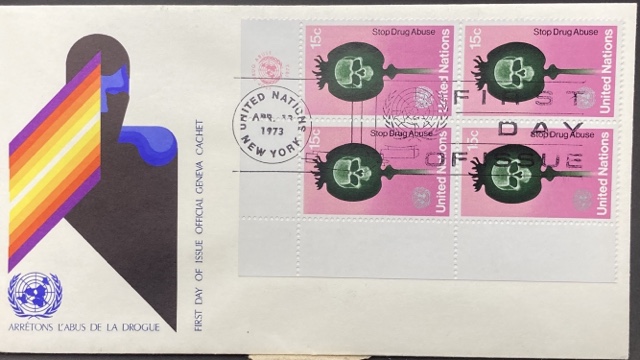 ARRÊTONS L'ABUS DE LA DROGUE
FIRST DAY OF ISSUE OFFICIAL GENEVA CACHET
UNITED NATIONS
1973
NEW YORK
15c
Stop Drug Abuse
United Nations
15c
Stop Drug Abuse
United Nations
15c
Stop Drug Abuse
United Nations
15c
Stop Drug Abuse
United Nations
FIRST
DAY
OF ISSUE